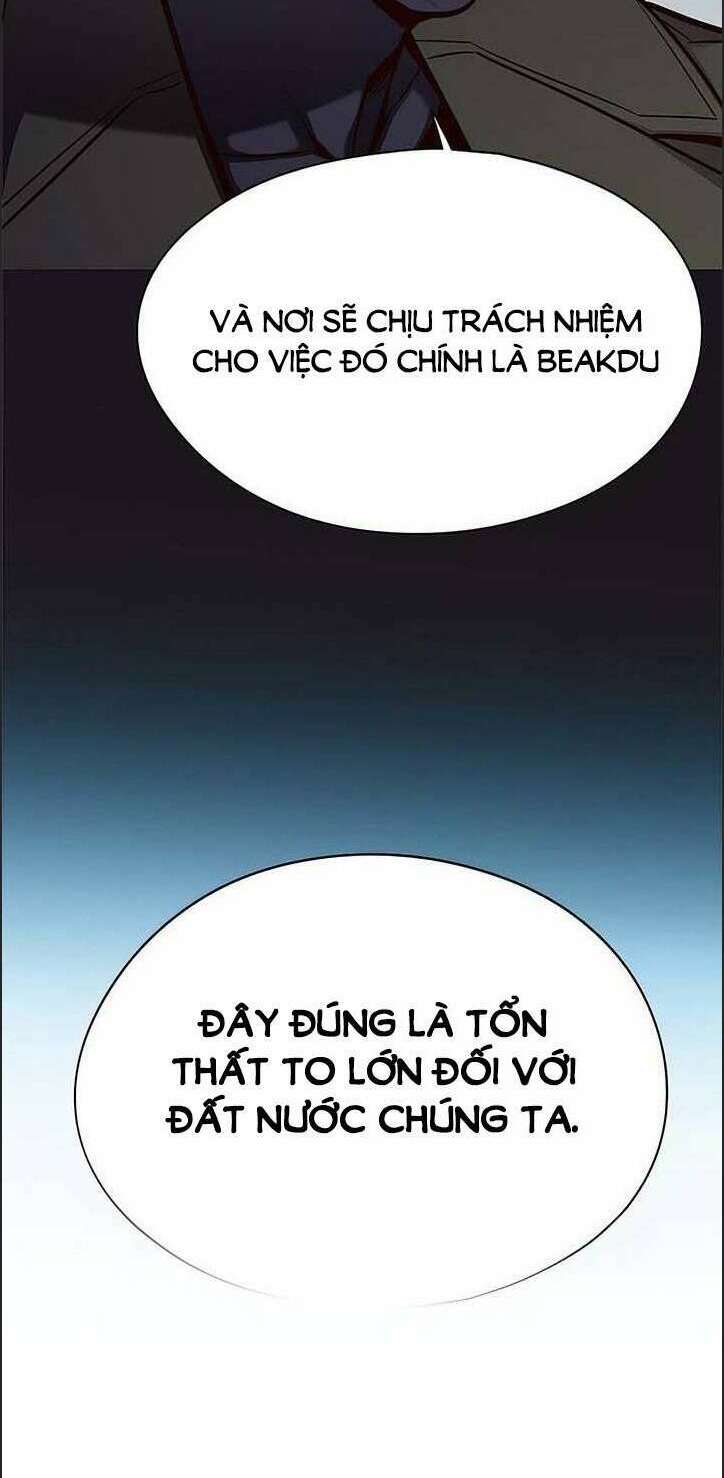 VÀ NƠI SẼ CHỊU TRÁCH NHIỆM
CHO VIỆC ĐÓ CHÍNH LÀ BEAKDU
ĐÂY ĐÚNG LÀ TỔN
THẤT TO LỚN ĐỐI VỚI
ĐẤT NƯỚC CHÚNG TA.